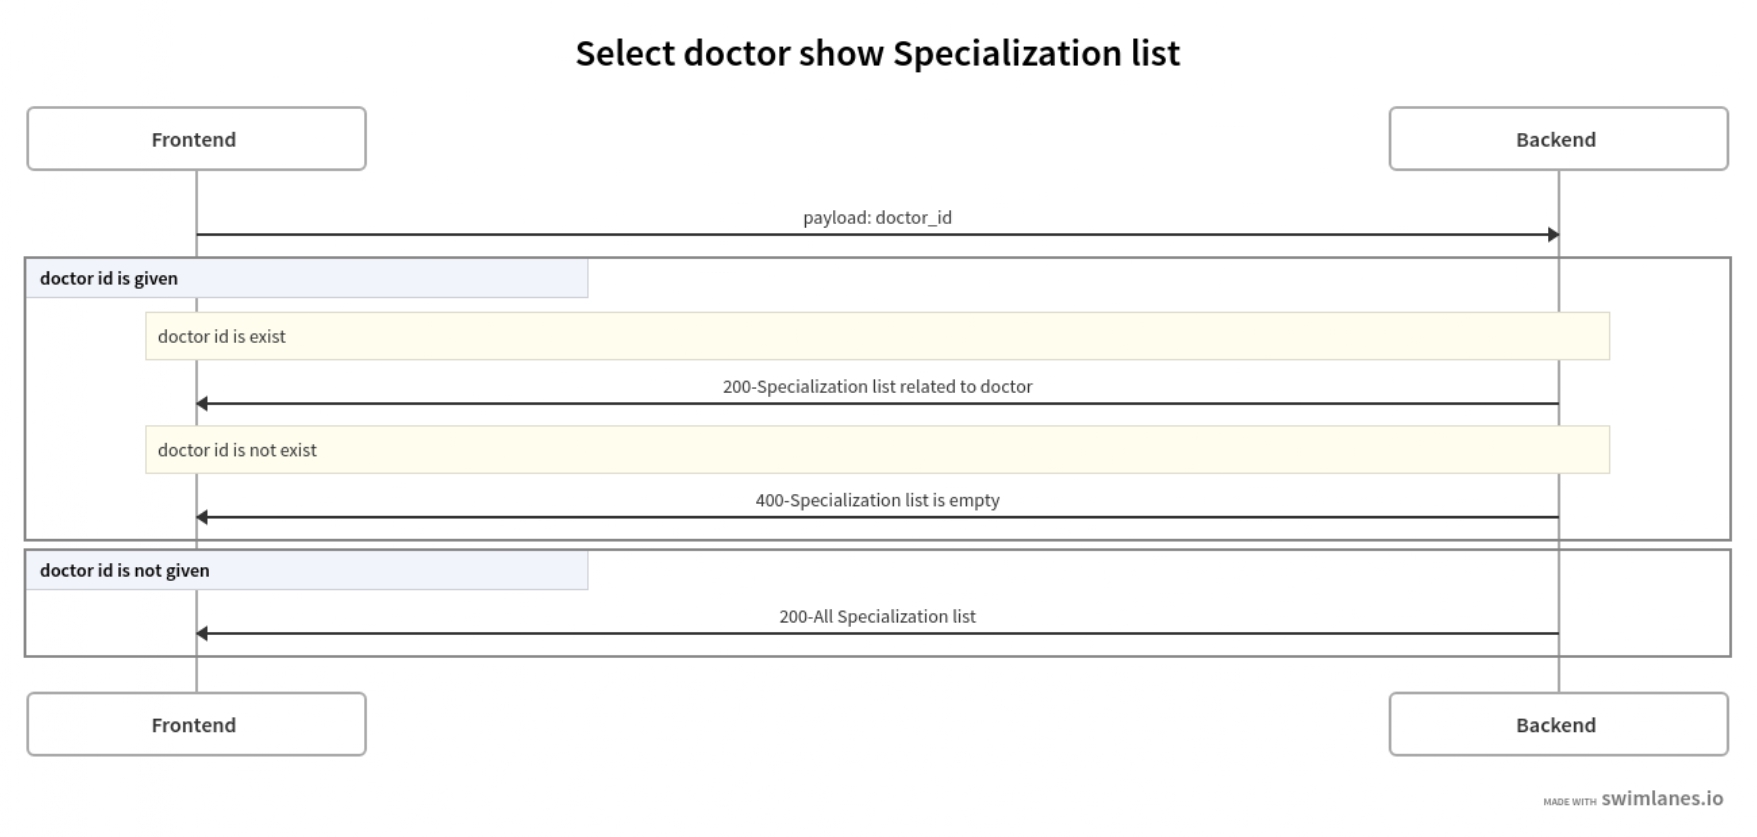 Select doctor show Specialization list
Frontend
Backend
payload: doctor_id
doctor id is given
doctor id is exist
200-Specialization list related to doctor
doctor id is not exist
400-Specialization list is empty
doctor id is not given
200-All Specialization list
Frontend
Backend
MADE WITH swimlanes.io